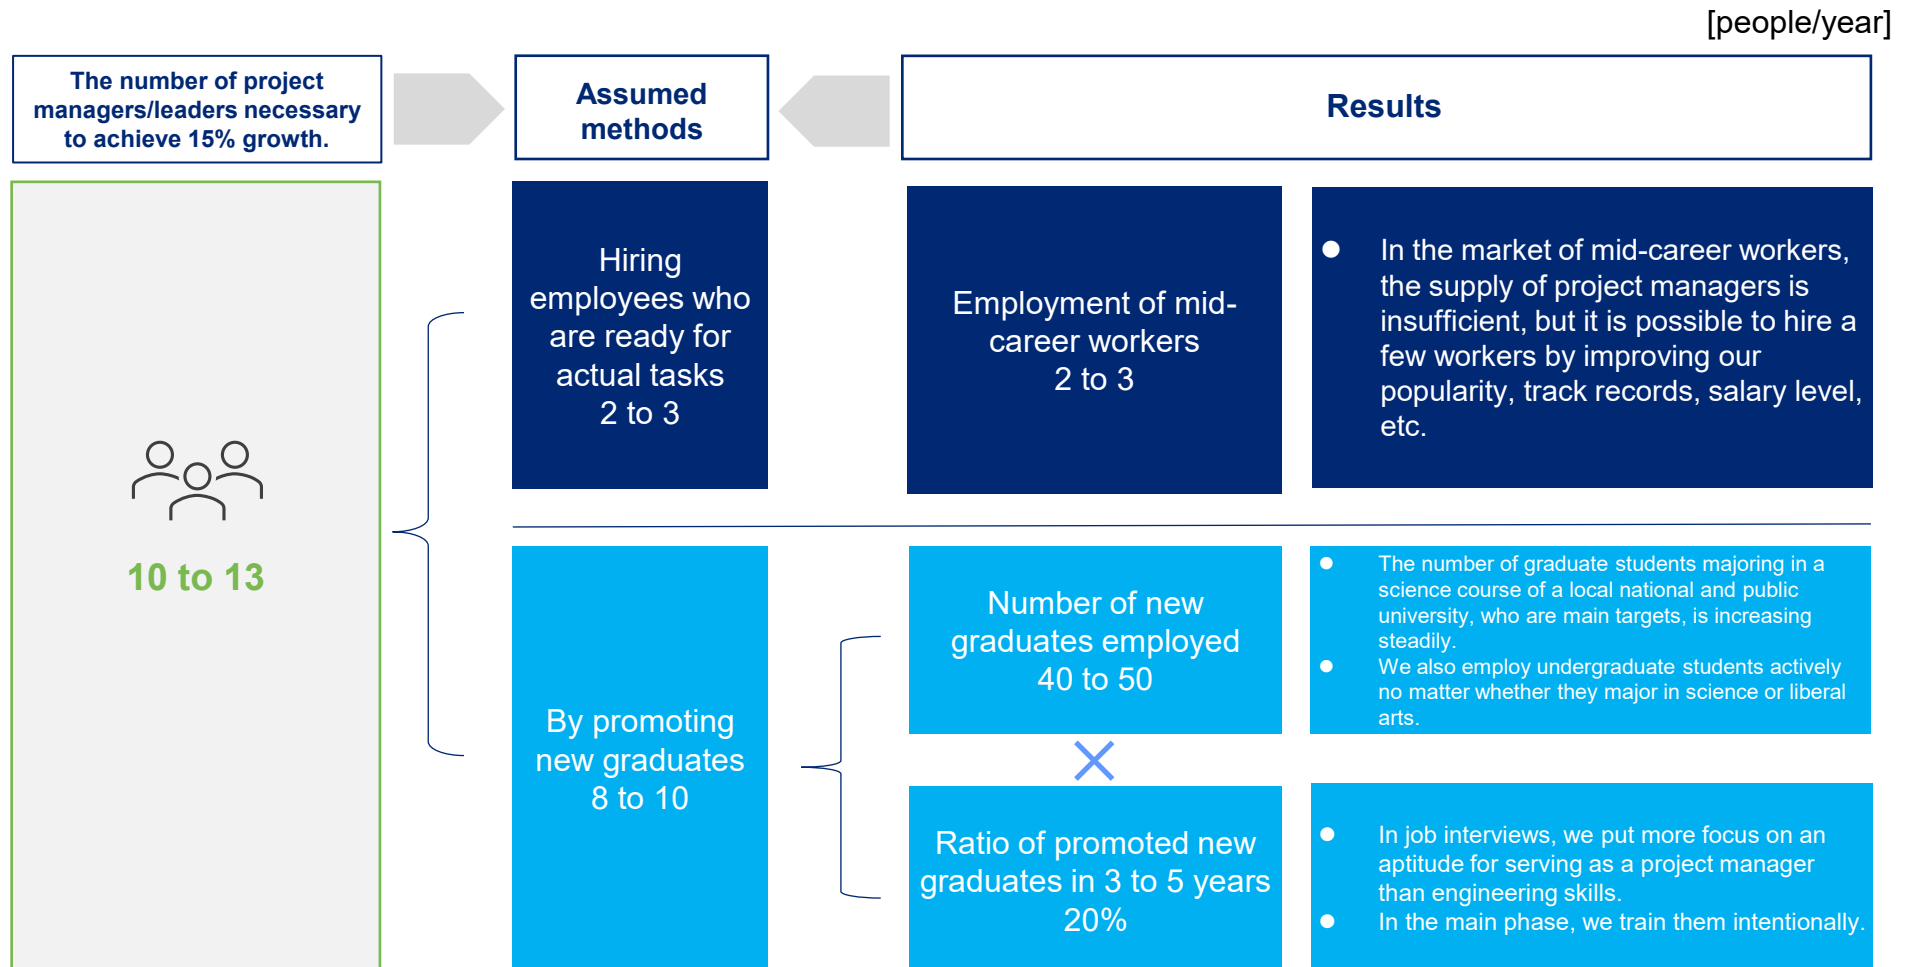 [people/year]
The number of project
managers/leaders necessary
to achieve 15% growth.
Assumed
methods
Results
10 to 13
Hiring
employees who
are ready for
actual tasks
2 to 3
Employment of mid-
career workers
2 to 3
● In the market of mid-career workers,
the supply of project managers is
insufficient, but it is possible to hire a
few workers by improving our
popularity, track records, salary level,
etc.
By promoting
new graduates
8 to 10
Number of new
graduates employed
40 to 50
● The number of graduate students majoring in a
science course of a local national and public
university, who are main targets, is increasing
steadily.
● We also employ undergraduate students actively
no matter whether they major in science or liberal
arts.
Ratio of promoted new
graduates in 3 to 5 years
20%
● In job interviews, we put more focus on an
aptitude for serving as a project manager
than engineering skills.
● In the main phase, we train them intentionally.